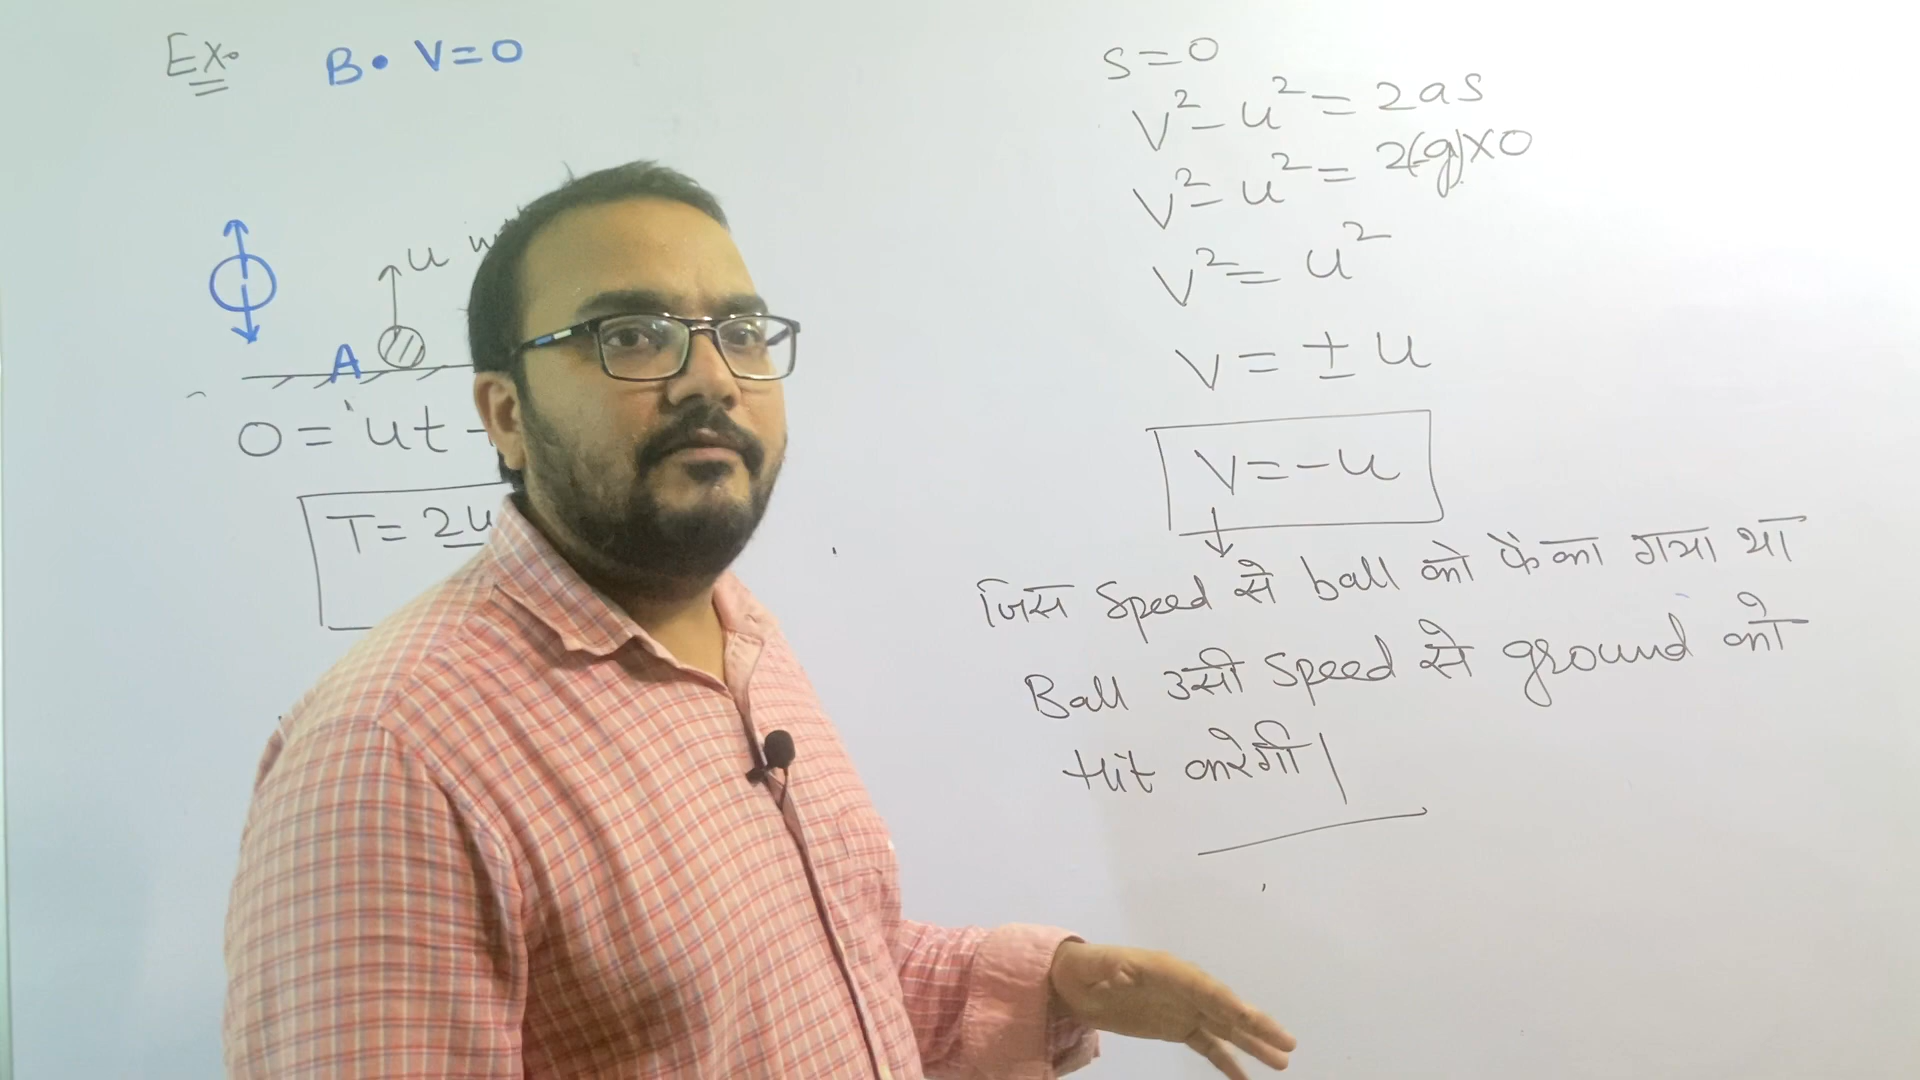 Ex.
B• V=0
u
A
0= ut -
T= 2u
s=0
v²- u²= 2as
v²- u²= 2(-g)×0
v²= u²
v= ± u
v=-u
जिस speed से ball को फेंका गया था
Ball उसी speed से ground को
Hit करेगी|